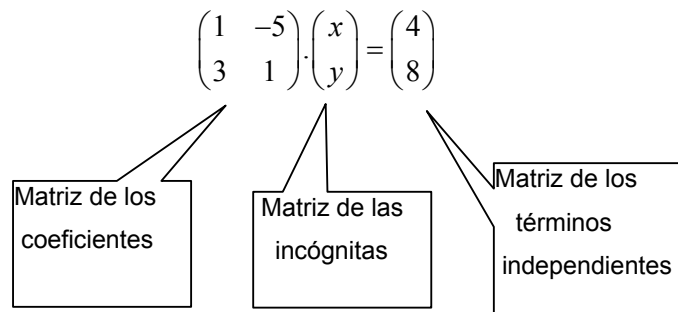 (1 -5
3 1).(x
y)=(4
8)
Matriz de los
coeficientes
Matriz de las
incógnitas
Matriz de los
términos
independientes